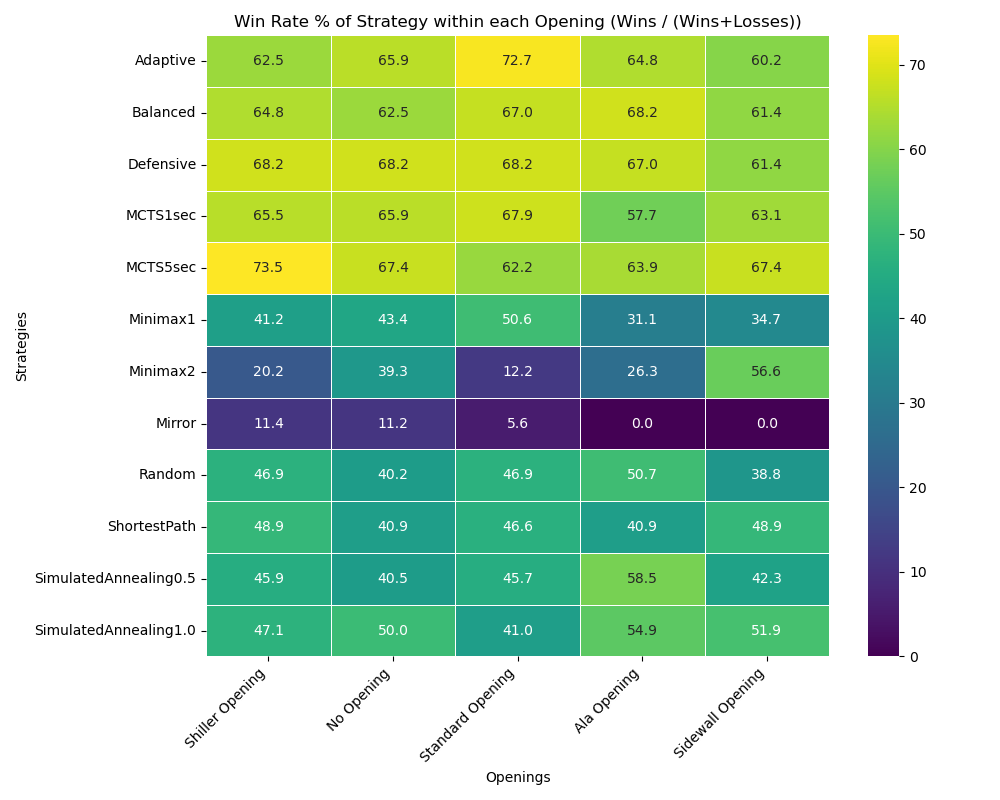 Win Rate % of Strategy within each Opening (Wins / (Wins+Losses))
Adaptive 62.5 65.9 72.7 64.8 60.2
Balanced 64.8 62.5 67.0 68.2 61.4
Defensive 68.2 68.2 68.2 67.0 61.4
MCTS1sec 65.5 65.9 67.9 57.7 63.1
MCTS5sec 73.5 67.4 62.2 63.9 67.4
Minimax1 41.2 43.4 50.6 31.1 34.7
Minimax2 20.2 39.3 12.2 26.3 56.6
Mirror 11.4 11.2 5.6 0.0 0.0
Random 46.9 40.2 46.9 50.7 38.8
ShortestPath 48.9 40.9 46.6 40.9 48.9
SimulatedAnnealing0.5 45.9 40.5 45.7 58.5 42.3
SimulatedAnnealing1.0 47.1 50.0 41.0 54.9 51.9
Strategies
Shiller Opening
No Opening
Standard Opening
Ala Opening
Sidewall Opening
Openings
70
60
50
40
30
20
10
0